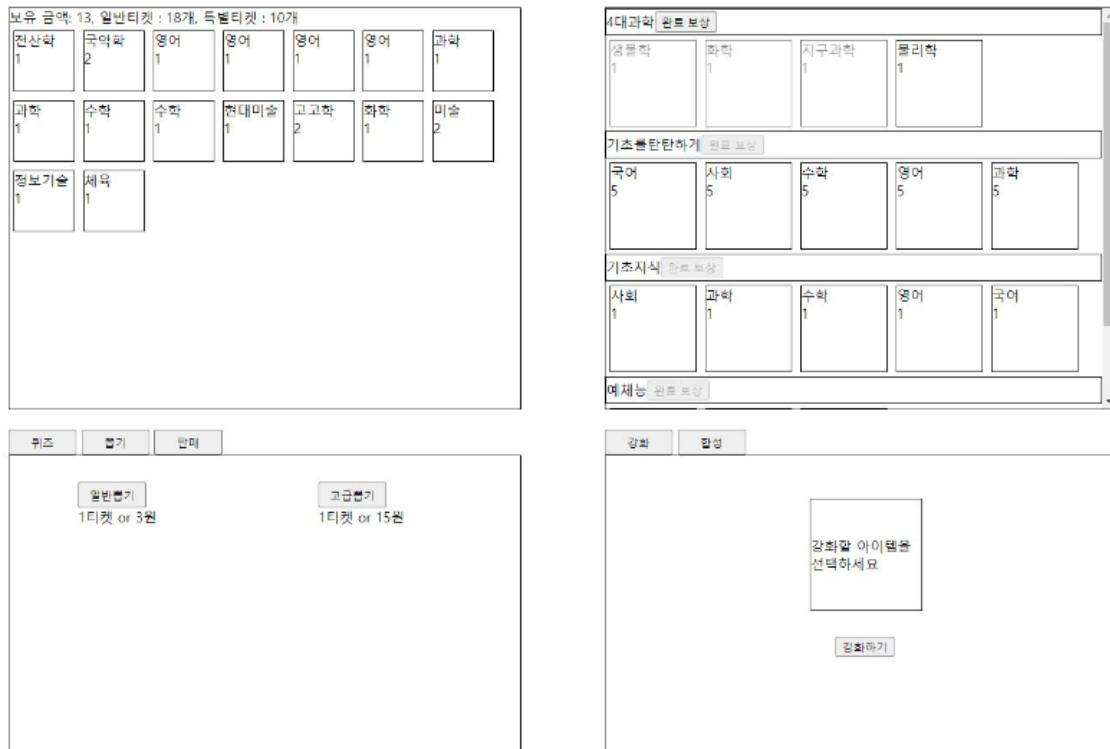 보유 금액: 13, 일반티켓 : 18개, 특별티켓 : 10개
전산학 국악학 영어 영어 영어 영어 과학
1 2 1 1 1 1 1
과학 수학 수학 현대미술 고고학 화학 미술
1 1 1 1 2 1 2
정보기술 체육
1 1
4대과학 완료 보상
생물학 화학 지구과학 물리학
1 1 1 1
기초를탄탄하게 완료 보상
국어 사회 수학 영어 과학
5 5 5 5 5
기초지식 완료 보상
사회 과학 수학 영어 국어
1 1 1 1 1
예체능 완료 보상
퀴즈 뽑기 판매
일반뽑기 고급뽑기
1티켓 or 3원 1티켓 or 15원
강화 합성
강화할 아이템을
선택하세요
강화하기